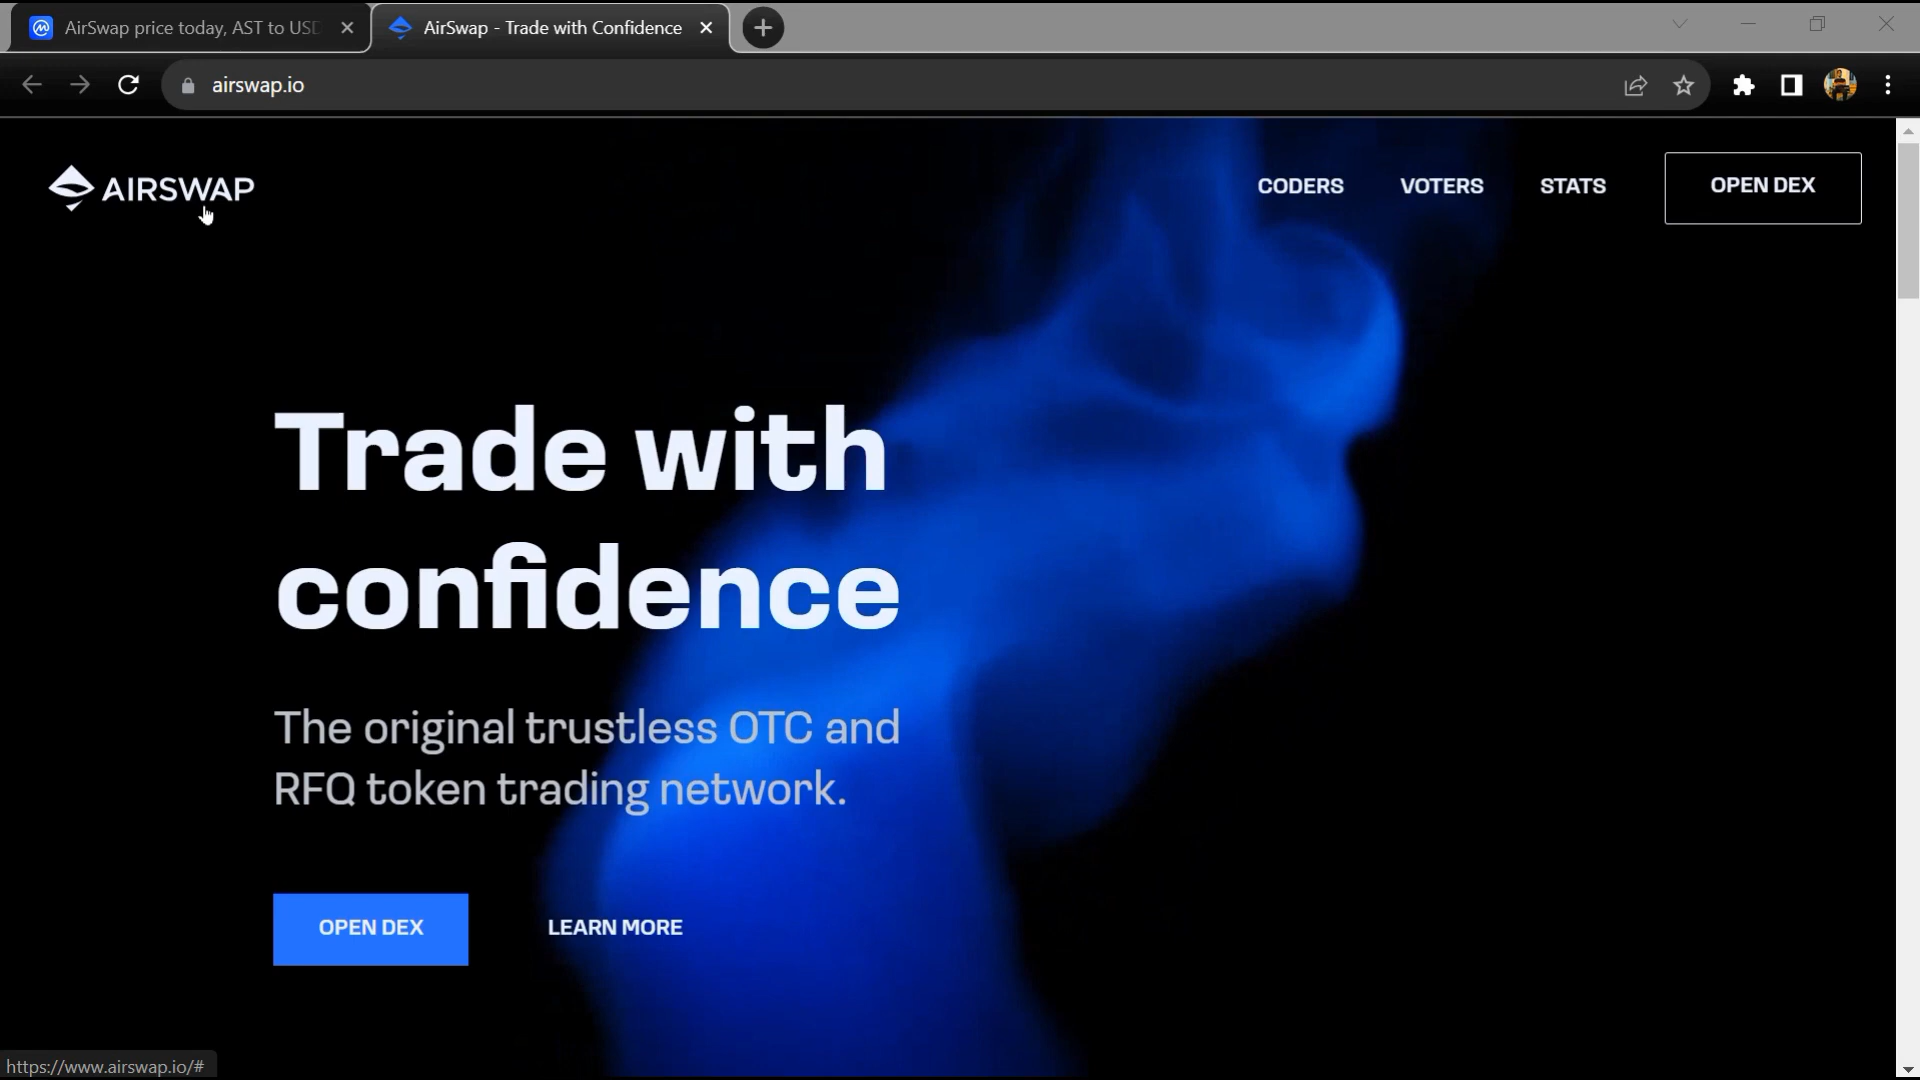 AirSwap price today, AST to USD
AirSwap - Trade with Confidence
airswap.io
AIRSWAP
CODERS
VOTERS
STATS
OPEN DEX
Trade with
confidence
The original trustless OTC and
RFQ token trading network.
OPEN DEX
LEARN MORE
https://www.airswap.io/#